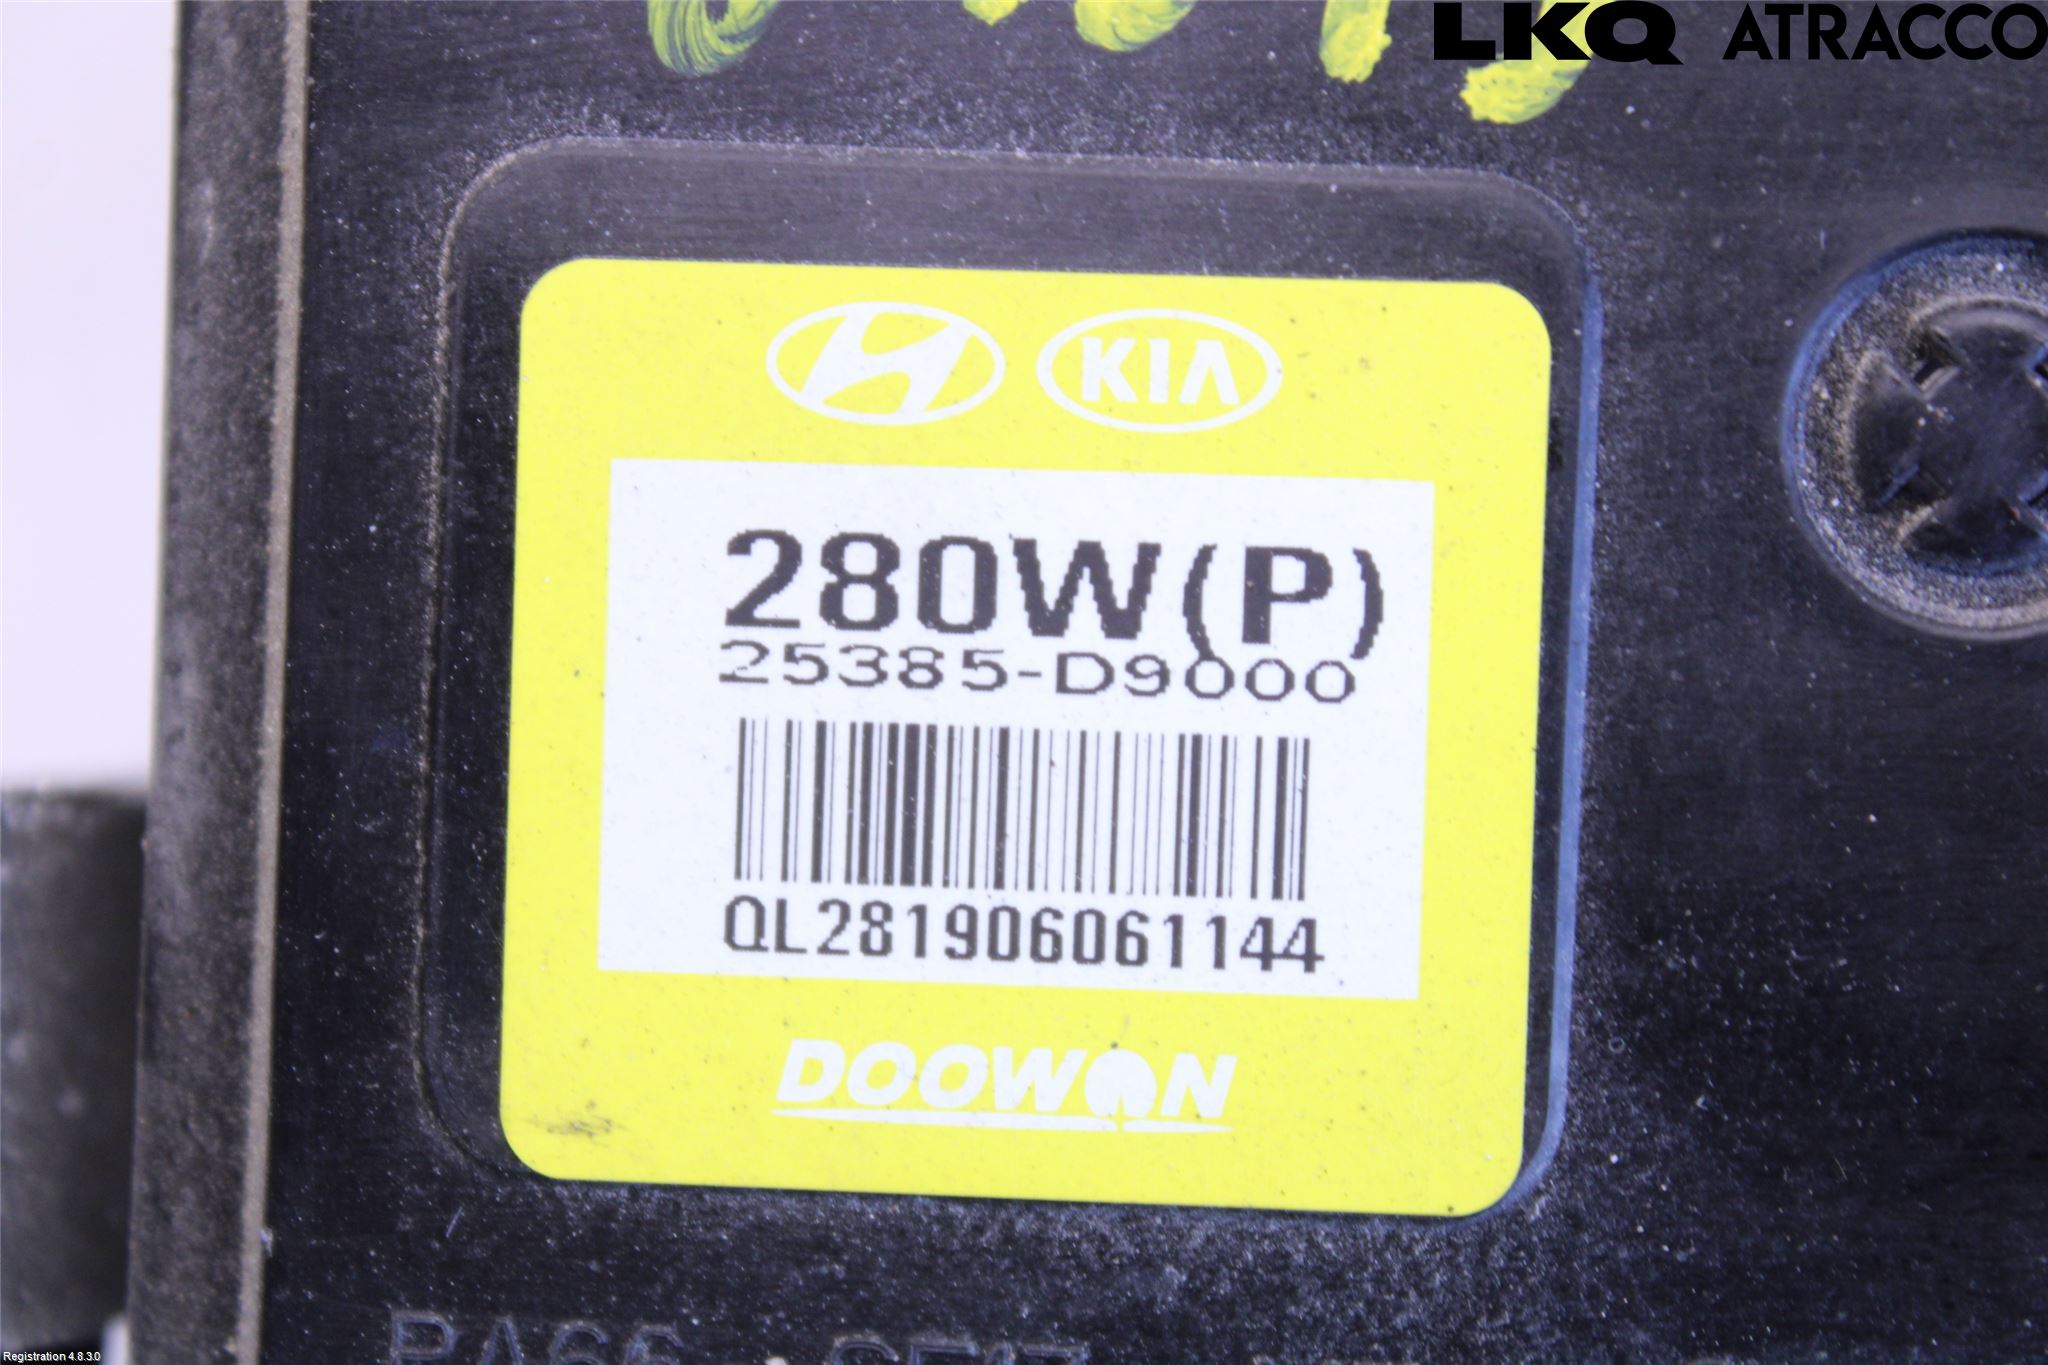 LKQ ATRACCO
KIA
280W(P)
25385-D9000
QL281906061144
DOOWON
Registration 4.8.3.0